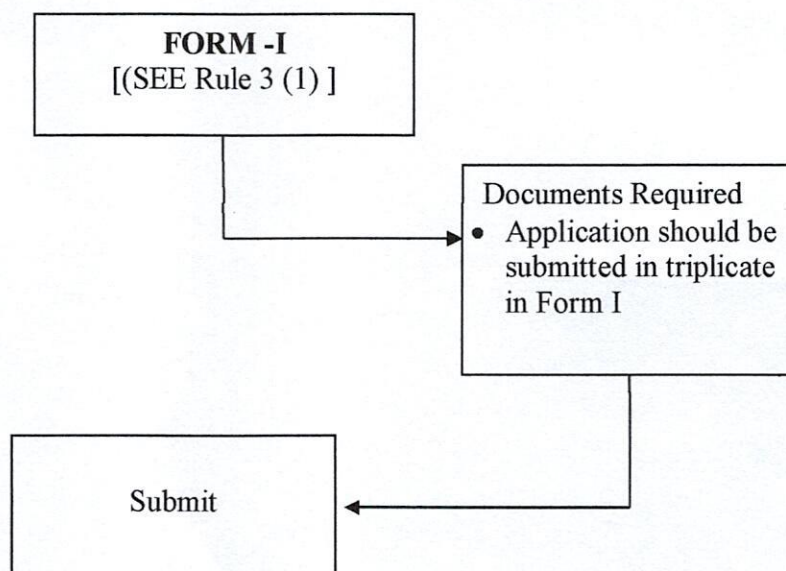 FORM -I
[(SEE Rule 3 (1) ]
Documents Required
• Application should be
submitted in triplicate
in Form I
Submit